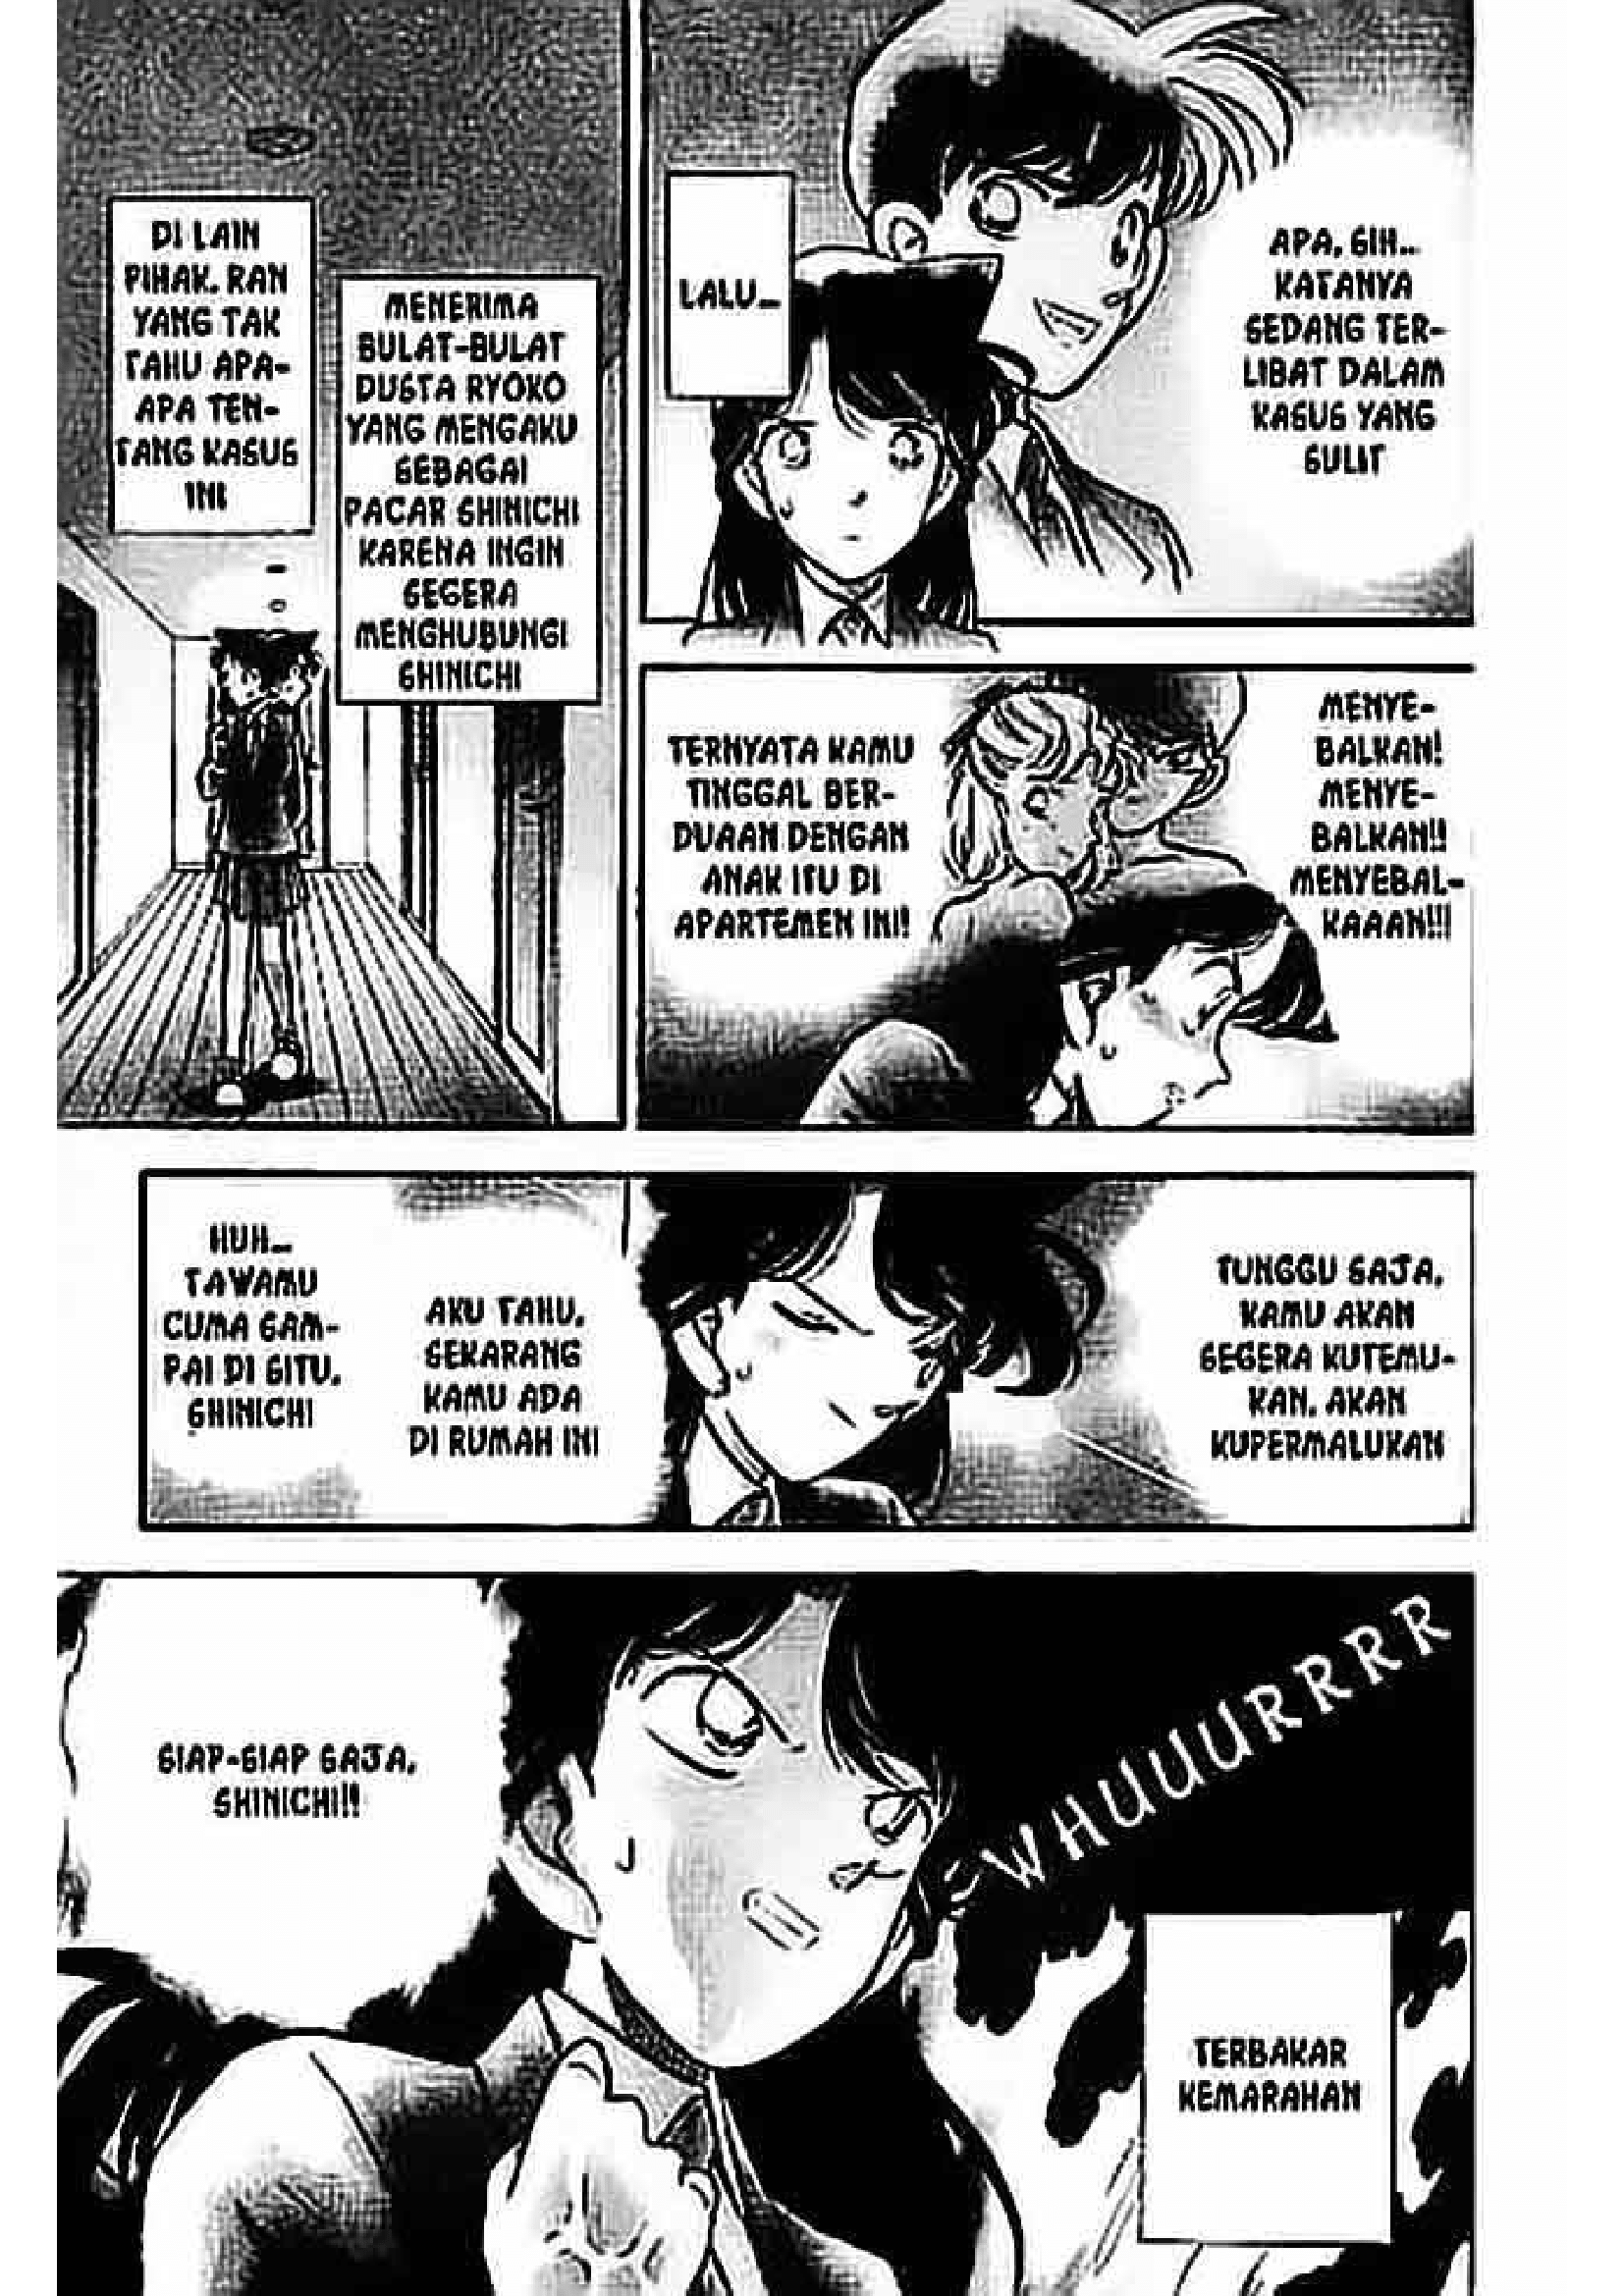 DI LAIN
PIHAK, RAN
YANG TAK
TAHU APA-
APA TEN-
TANG KASUS
INI
MENERIMA
BULAT-BULAT
DUSTA RYOKO
YANG MENGAKU
SEBAGAI
PACAR SHINICHI
KARENA INGIN
SEGERA
MENGHUBUNGI
SHINICHI
LALU...
APA, SIH...
KATANYA
SEDANG TER-
LIBAT DALAM
KASUS YANG
SULIT
TERNYATA KAMU
TINGGAL BER-
DUAAN DENGAN
ANAK ITU DI
APARTEMEN INI!
MENYE-
BALKAN!
MENYE-
BALKAN!!
MENYEBAL-
KAAAN!!!
HUH...
TAWAMU
CUMA SAM-
PAI DI SITU,
SHINICHI
AKU TAHU,
SEKARANG
KAMU ADA
DI RUMAH INI
TUNGGU SAJA,
KAMU AKAN
SEGERA KUTEMU-
KAN, AKAN
KUPERMALUKAN
SIAP-SIAP SAJA,
SHINICHI!!
WHUUURRRR
TERBAKAR
KEMARAHAN